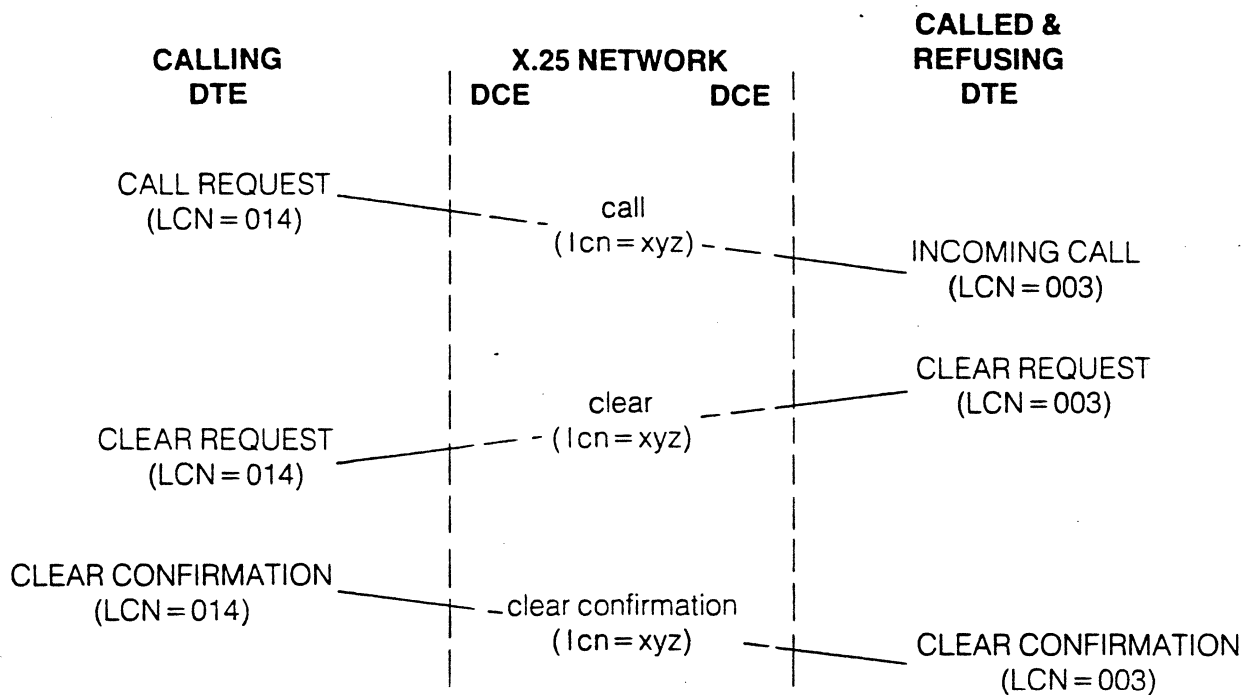 CALLING
DTE
X.25 NETWORK
DCE DCE
CALLED &
REFUSING
DTE
CALL REQUEST
(LCN=014)
call
(lcn=xyz)
INCOMING CALL
(LCN=003)
CLEAR REQUEST
(LCN=003)
clear
(lcn=xyz)
CLEAR REQUEST
(LCN=014)
CLEAR CONFIRMATION
(LCN=014)
clear confirmation
(lcn=xyz)
CLEAR CONFIRMATION
(LCN=003)